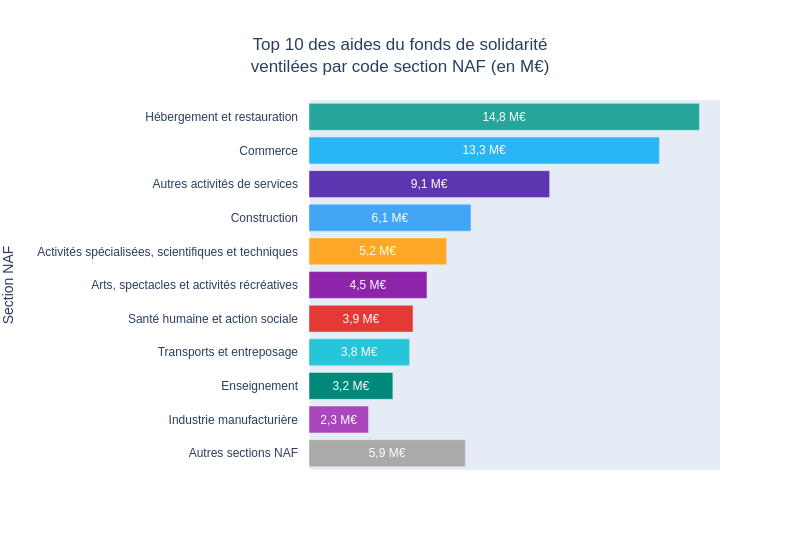 Top 10 des aides du fonds de solidarité
ventilées par code section NAF (en M€)
Section NAF
Hébergement et restauration 14,8 M€
Commerce 13,3 M€
Autres activités de services 9,1 M€
Construction 6,1 M€
Activités spécialisées, scientifiques et techniques 5,2 M€
Arts, spectacles et activités récréatives 4,5 M€
Santé humaine et action sociale 3,9 M€
Transports et entreposage 3,8 M€
Enseignement 3,2 M€
Industrie manufacturière 2,3 M€
Autres sections NAF 5,9 M€